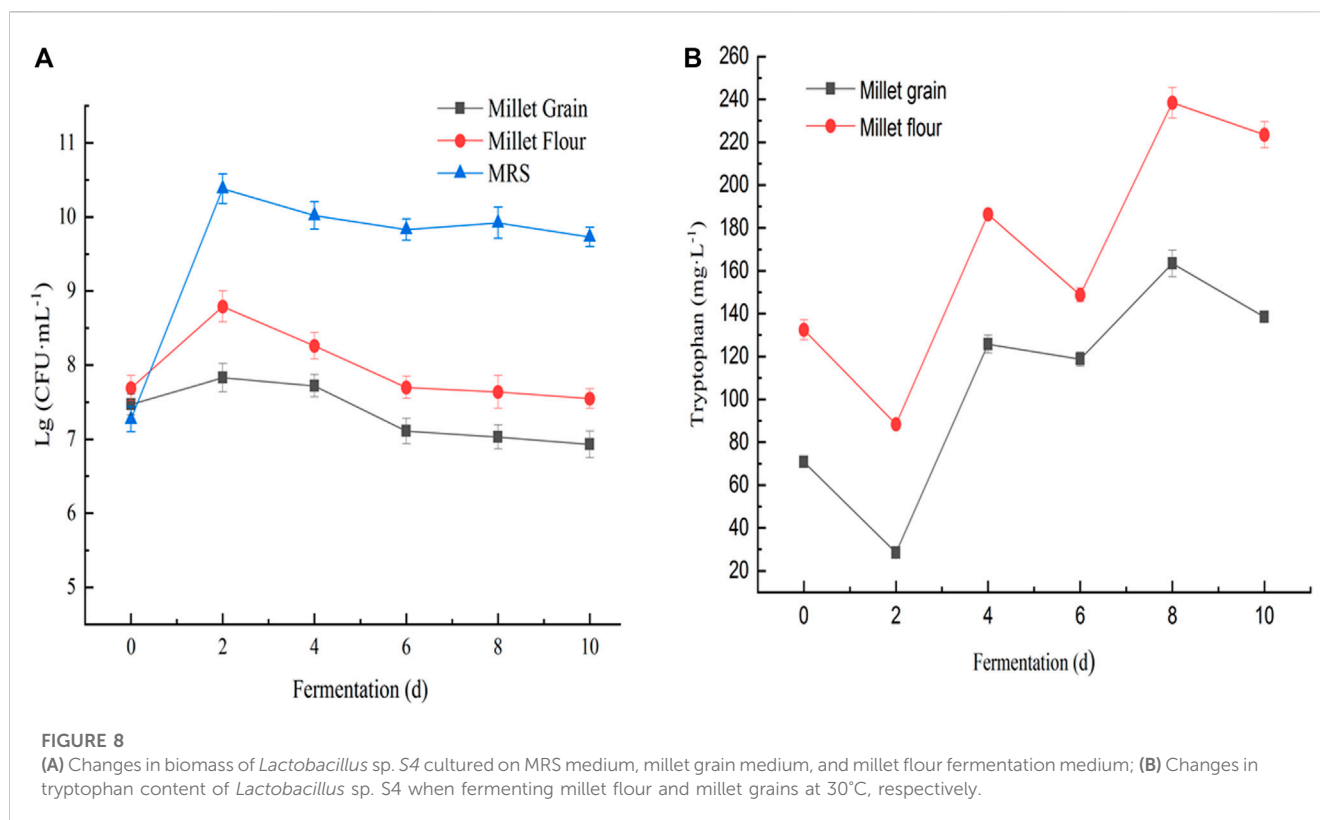 A
Millet Grain
Millet Flour
MRS
11
10
9
8
7
6
5
Lg (CFU·mL⁻¹)
0 2 4 6 8 10
Fermentation (d)
B
Millet grain
Millet flour
260
240
220
200
180
160
140
120
100
80
60
40
20
Tryptophan (mg·L⁻¹)
0 2 4 6 8 10
Fermentation (d)
FIGURE 8
(A) Changes in biomass of Lactobacillus sp. S4 cultured on MRS medium, millet grain medium, and millet flour fermentation medium; (B) Changes in
tryptophan content of Lactobacillus sp. S4 when fermenting millet flour and millet grains at 30°C, respectively.